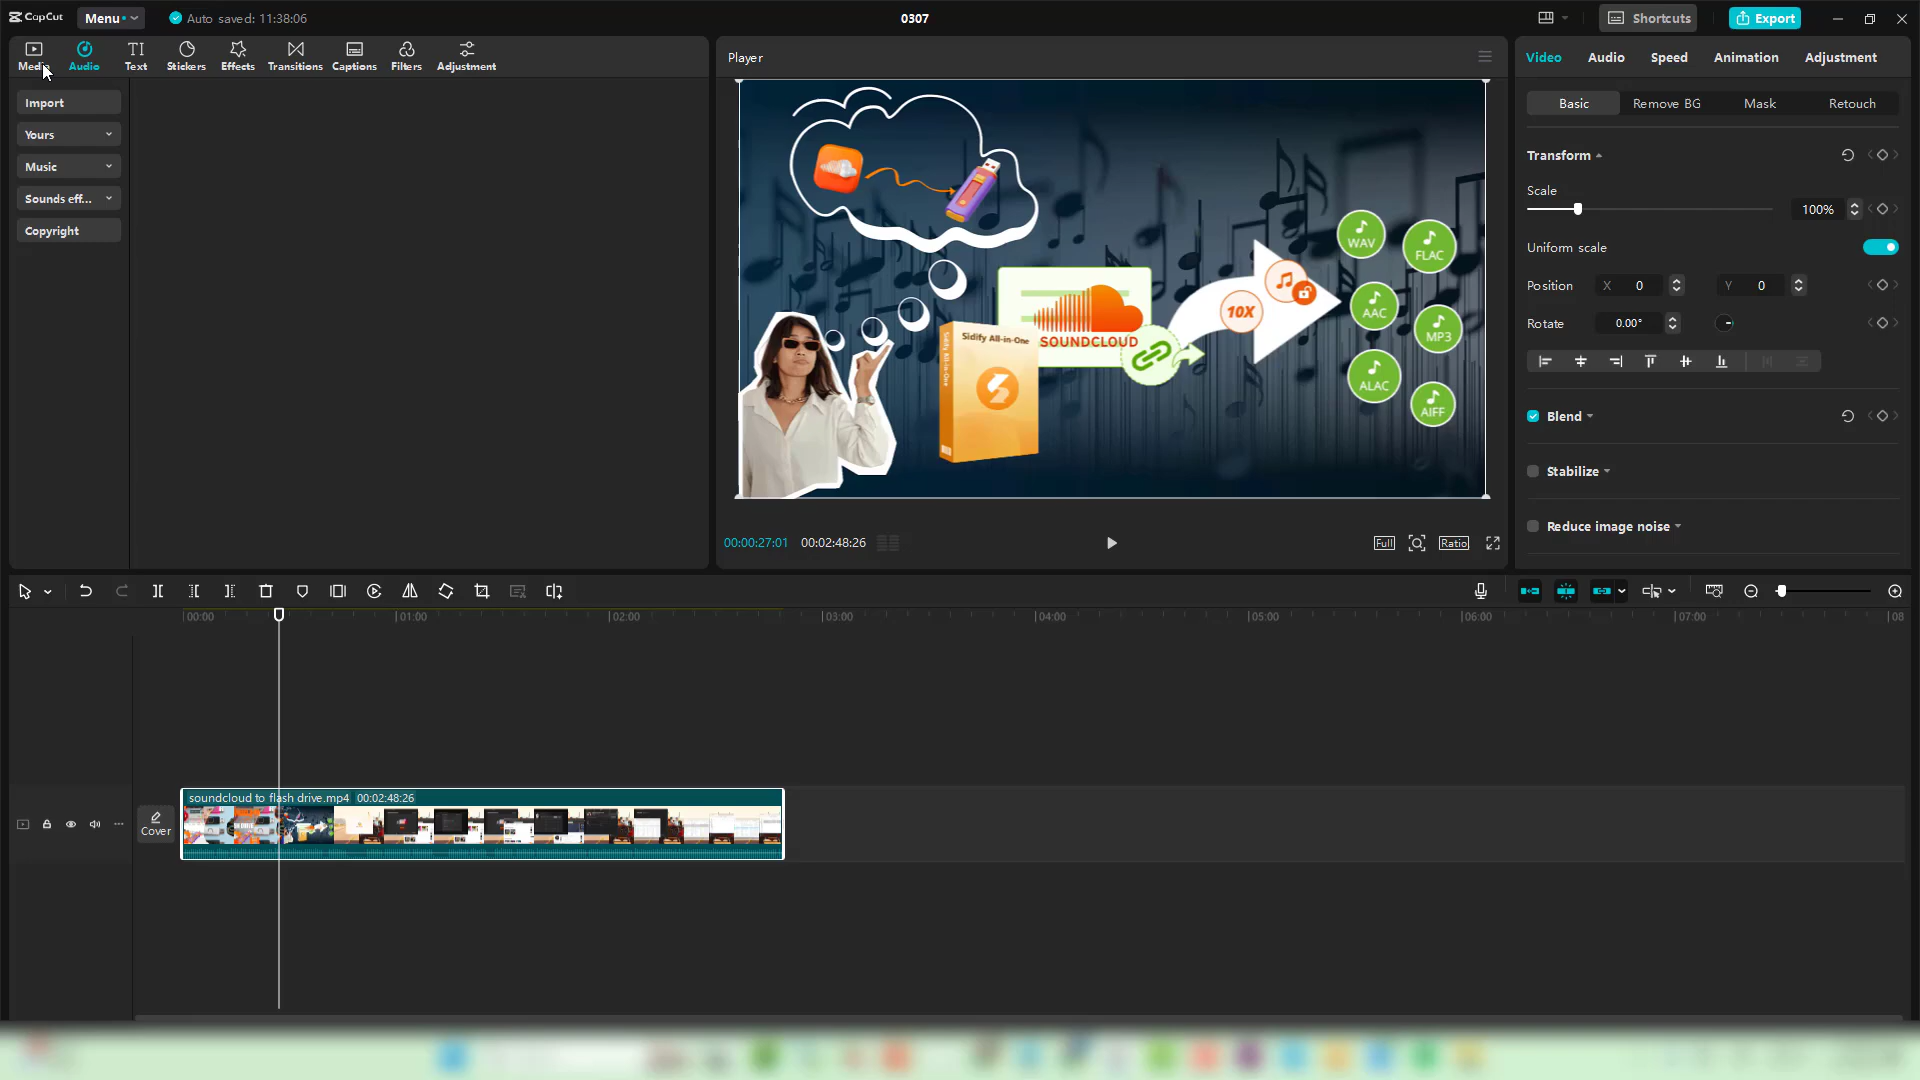 CapCut
Menu
Auto saved: 11:38:06
0307
Shortcuts
Export
Media
Audio
Text
Stickers
Effects
Transitions
Captions
Filters
Adjustment
Import
Yours
Music
Sounds eff...
Copyright
Player
Sidify All-in-One
Sidify All-in-One
SOUNDCLOUD
10X
WAV
FLAC
AAC
MP3
ALAC
AIFF
00:00:27:01
00:02:48:26
Full
Ratio
Video
Audio
Speed
Animation
Adjustment
Basic
Remove BG
Mask
Retouch
Transform
Scale
100%
Uniform scale
Position
X 0
Y 0
Rotate
0.00°
Blend
Stabilize
Reduce image noise
00:00
01:00
02:00
03:00
04:00
05:00
06:00
07:00
08
Cover
soundcloud to flash drive.mp4 00:02:48:26